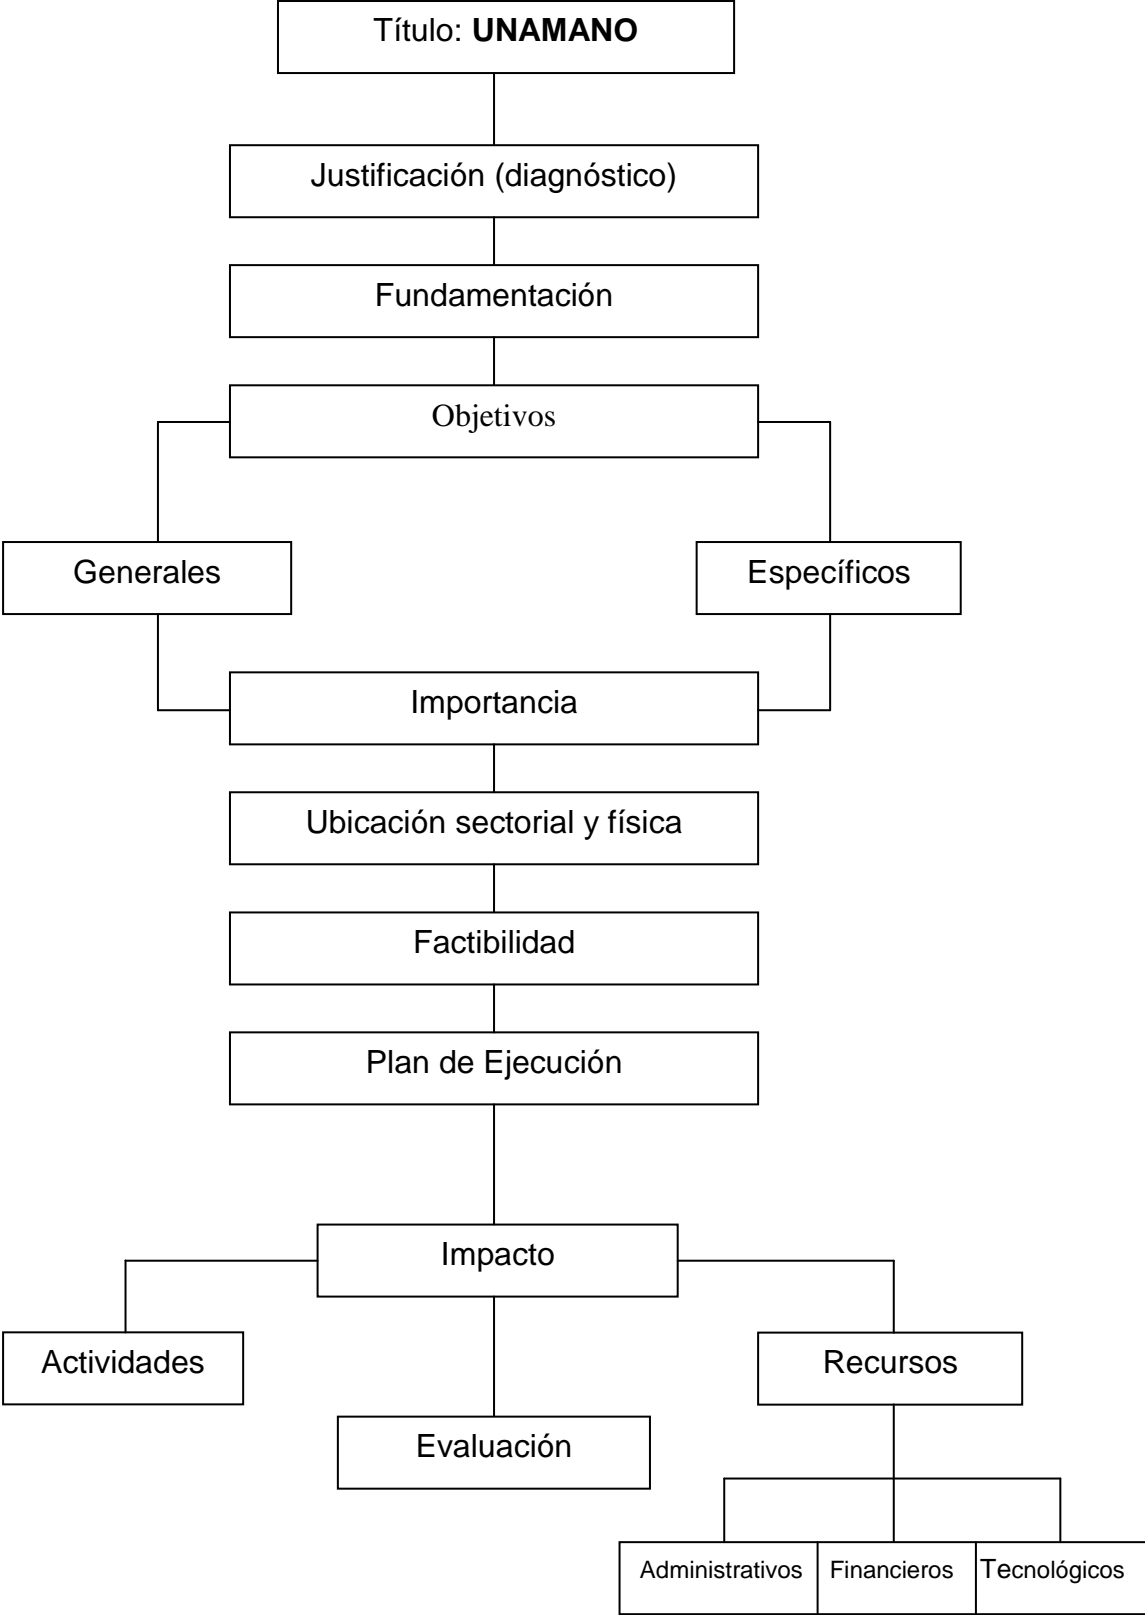 Título: UNAMANO
Justificación (diagnóstico)
Fundamentación
Objetivos
Generales
Específicos
Importancia
Ubicación sectorial y física
Factibilidad
Plan de Ejecución
Impacto
Actividades
Recursos
Evaluación
Administrativos
Financieros
Tecnológicos